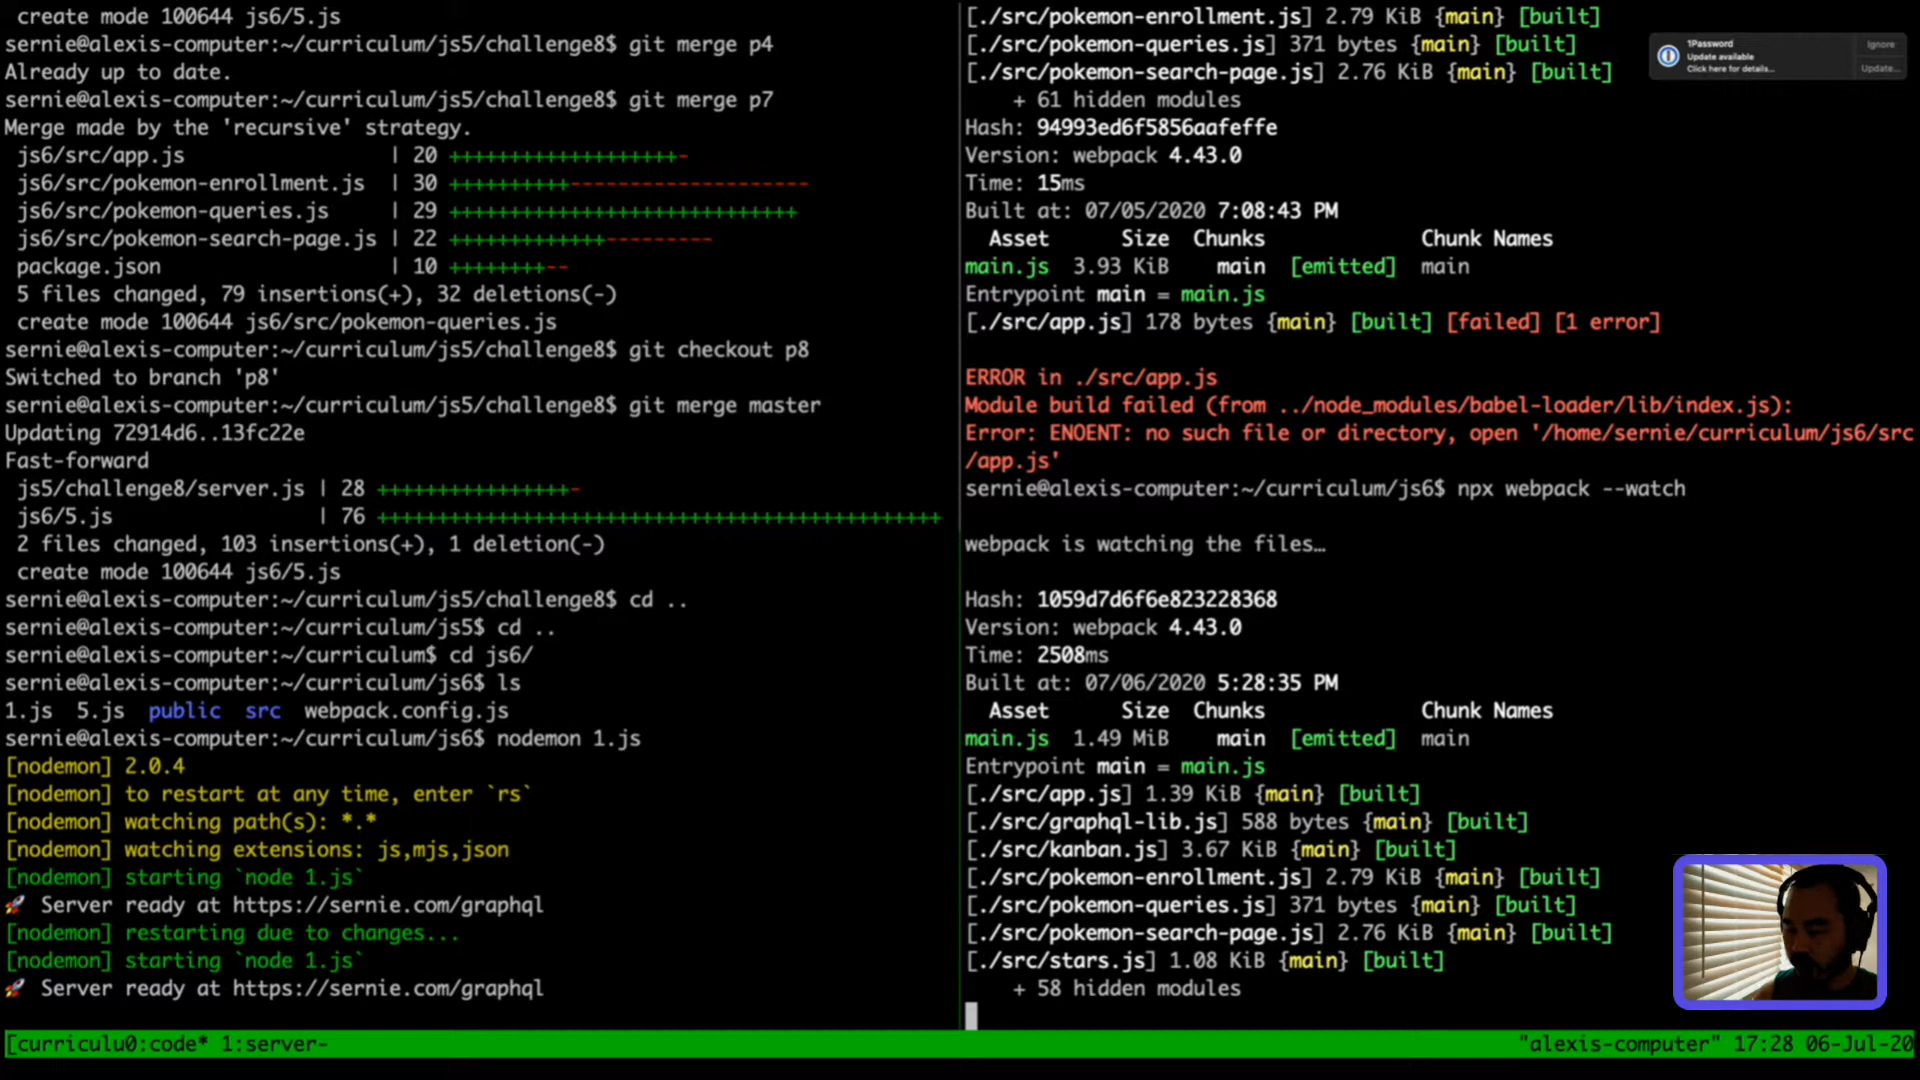 create mode 100644 js6/5.js
sernie@alexis-computer:~/curriculum/js5/challenge8$ git merge p4
Already up to date.
sernie@alexis-computer:~/curriculum/js5/challenge8$ git merge p7
Merge made by the 'recursive' strategy.
js6/src/app.js | 20 +++++++++++++++++++-
js6/src/pokemon-enrollment.js | 30 ++++++++++--------------------
js6/src/pokemon-queries.js | 29 +++++++++++++++++++++++++++++
js6/src/pokemon-search-page.js | 22 +++++++++++++---------
package.json | 10 ++++++++--
5 files changed, 79 insertions(+), 32 deletions(-)
create mode 100644 js6/src/pokemon-queries.js
sernie@alexis-computer:~/curriculum/js5/challenge8$ git checkout p8
Switched to branch 'p8'
sernie@alexis-computer:~/curriculum/js5/challenge8$ git merge master
Updating 72914d6..13fc22e
Fast-forward
js5/challenge8/server.js | 28 ++++++++++++++++-
js6/5.js | 76 +++++++++++++++++++++++++++++++++++++++++++++++
2 files changed, 103 insertions(+), 1 deletion(-)
create mode 100644 js6/5.js
sernie@alexis-computer:~/curriculum/js5/challenge8$ cd ..
sernie@alexis-computer:~/curriculum/js5$ cd ..
sernie@alexis-computer:~/curriculum$ cd js6/
sernie@alexis-computer:~/curriculum/js6$ ls
1.js 5.js public src webpack.config.js
sernie@alexis-computer:~/curriculum/js6$ nodemon 1.js
[nodemon] 2.0.4
[nodemon] to restart at any time, enter `rs`
[nodemon] watching path(s): *.*
[nodemon] watching extensions: js,mjs,json
[nodemon] starting `node 1.js`
🚀 Server ready at https://sernie.com/graphql
[nodemon] restarting due to changes...
[nodemon] starting `node 1.js`
🚀 Server ready at https://sernie.com/graphql
[./src/pokemon-enrollment.js] 2.79 KiB {main} [built]
[./src/pokemon-queries.js] 371 bytes {main} [built]
[./src/pokemon-search-page.js] 2.76 KiB {main} [built]
+ 61 hidden modules
Hash: 94993ed6f5856aafeffe
Version: webpack 4.43.0
Time: 15ms
Built at: 07/05/2020 7:08:43 PM
Asset Size Chunks Chunk Names
main.js 3.93 KiB main [emitted] main
Entrypoint main = main.js
[./src/app.js] 178 bytes {main} [built] [failed] [1 error]
ERROR in ./src/app.js
Module build failed (from ../node_modules/babel-loader/lib/index.js):
Error: ENOENT: no such file or directory, open '/home/sernie/curriculum/js6/src
/app.js'
sernie@alexis-computer:~/curriculum/js6$ npx webpack --watch
webpack is watching the files…
Hash: 1059d7d6f6e823228368
Version: webpack 4.43.0
Time: 2508ms
Built at: 07/06/2020 5:28:35 PM
Asset Size Chunks Chunk Names
main.js 1.49 MiB main [emitted] main
Entrypoint main = main.js
[./src/app.js] 1.39 KiB {main} [built]
[./src/graphql-lib.js] 588 bytes {main} [built]
[./src/kanban.js] 3.67 KiB {main} [built]
[./src/pokemon-enrollment.js] 2.79 KiB {main} [built]
[./src/pokemon-queries.js] 371 bytes {main} [built]
[./src/pokemon-search-page.js] 2.76 KiB {main} [built]
[./src/stars.js] 1.08 KiB {main} [built]
+ 58 hidden modules
1Password
Update available
Click here for details...
Ignore
Update...
[curriculu0:code* 1:server-
"alexis-computer" 17:28 06-Jul-20